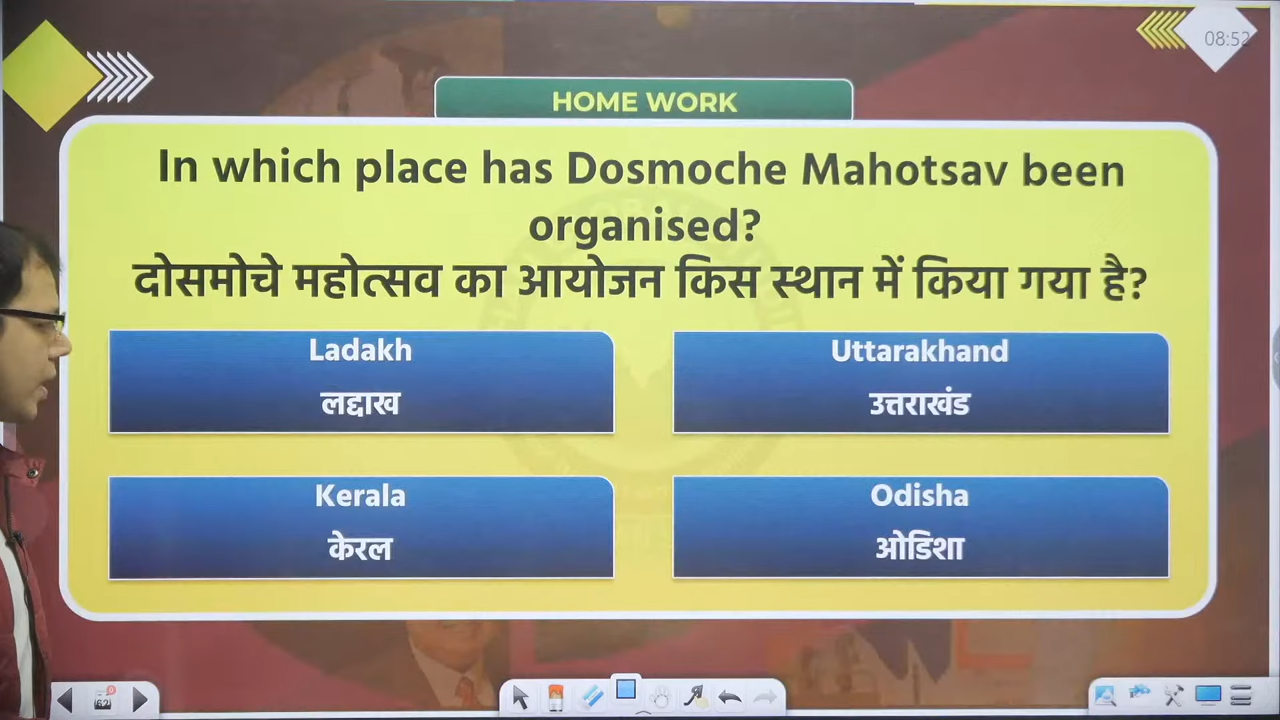 08:52
HOME WORK
In which place has Dosmoche Mahotsav been
organised?
दोसमोचे महोत्सव का आयोजन किस स्थान में किया गया है?
Ladakh
लद्दाख
Uttarakhand
उत्तराखंड
Kerala
केरल
Odisha
ओडिशा